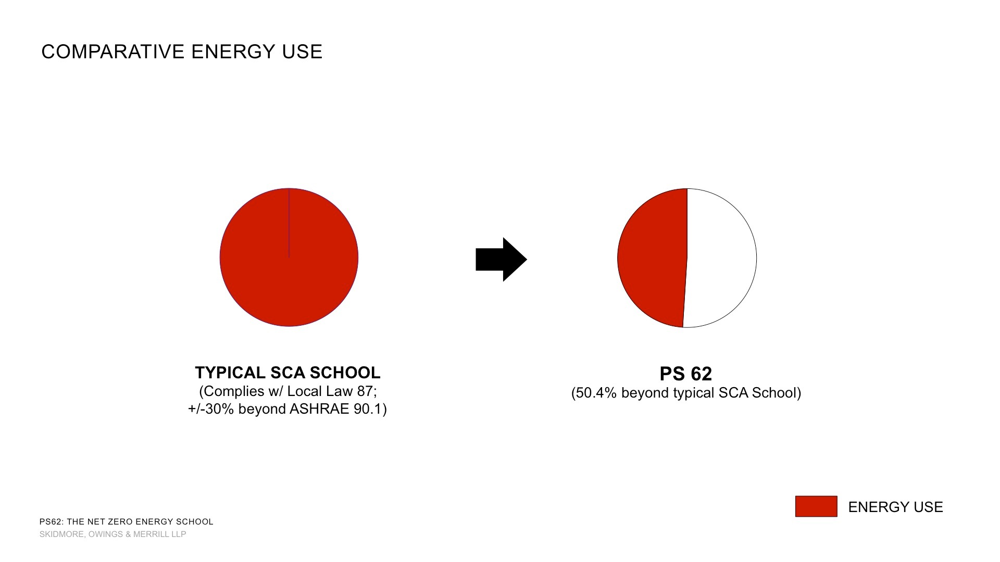 COMPARATIVE ENERGY USE
TYPICAL SCA SCHOOL
(Complies w/ Local Law 87;
+/-30% beyond ASHRAE 90.1)
PS 62
(50.4% beyond typical SCA School)
ENERGY USE
PS62: THE NET ZERO ENERGY SCHOOL
SKIDMORE, OWINGS & MERRILL LLP